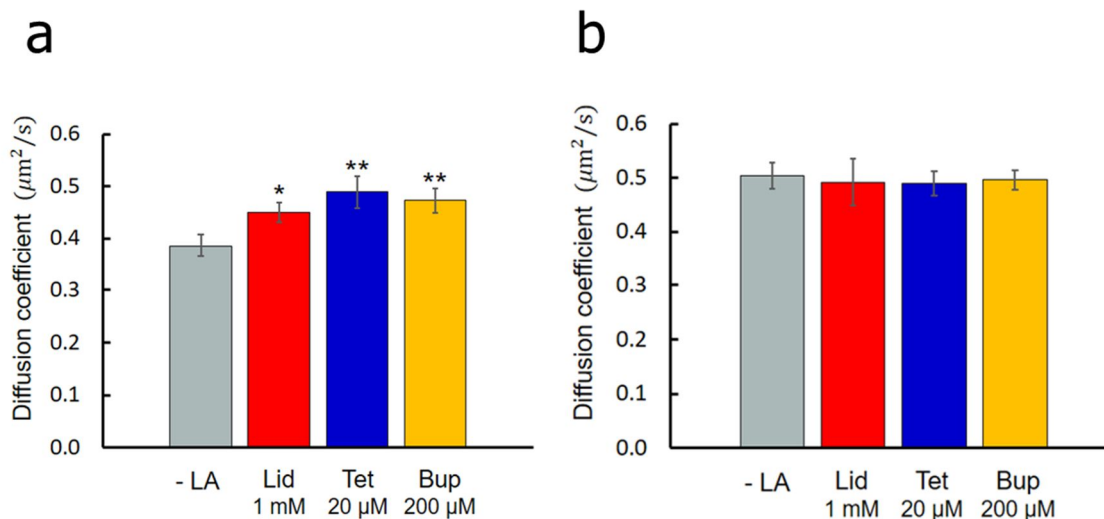 a
Diffusion coefficient (μm²/s)
0.6
0.5
0.4
0.3
0.2
0.1
0.0
*
**
**
- LA
Lid
1 mM
Tet
20 μM
Bup
200 μM
b
Diffusion coefficient (μm²/s)
0.6
0.5
0.4
0.3
0.2
0.1
0.0
- LA
Lid
1 mM
Tet
20 μM
Bup
200 μM